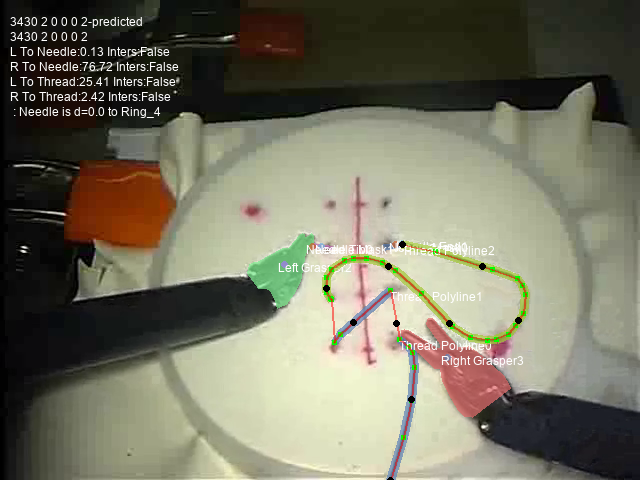 3430 2 0 0 0 2-predicted
3430 2 0 0 0 2
L To Needle:0.13 Inters:False
R To Needle:76.72 Inters:False
L To Thread:25.41 Inters:False
R To Thread:2.42 Inters:False
: Needle is d=0.0 to Ring_4
Thread Polyline2
Left Grasper2
Thread Polyline1
Thread Polyline0
Right Grasper3